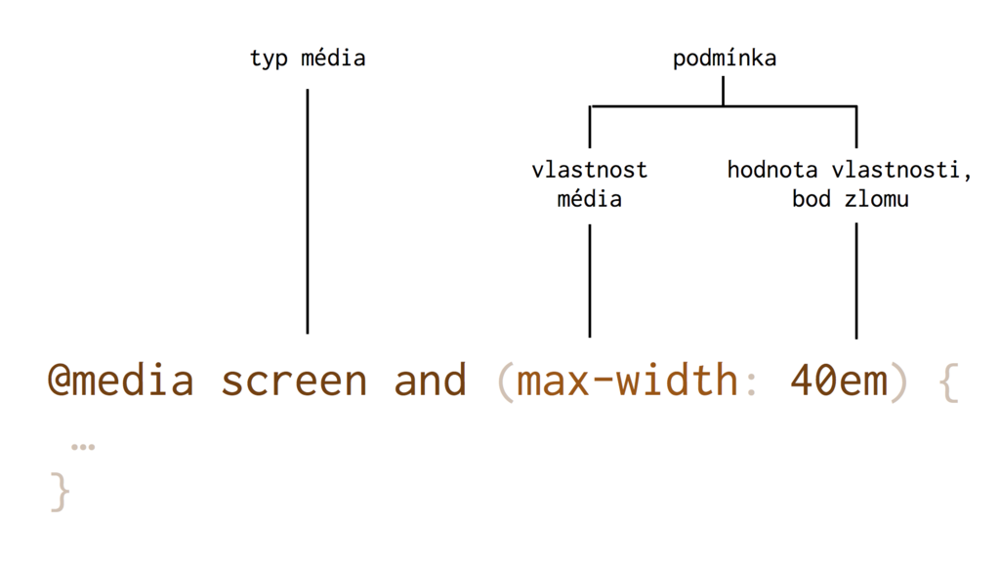 typ média
podmínka
vlastnost
média
hodnota vlastnosti,
bod zlomu
@media screen and (max-width: 40em) {
…
}